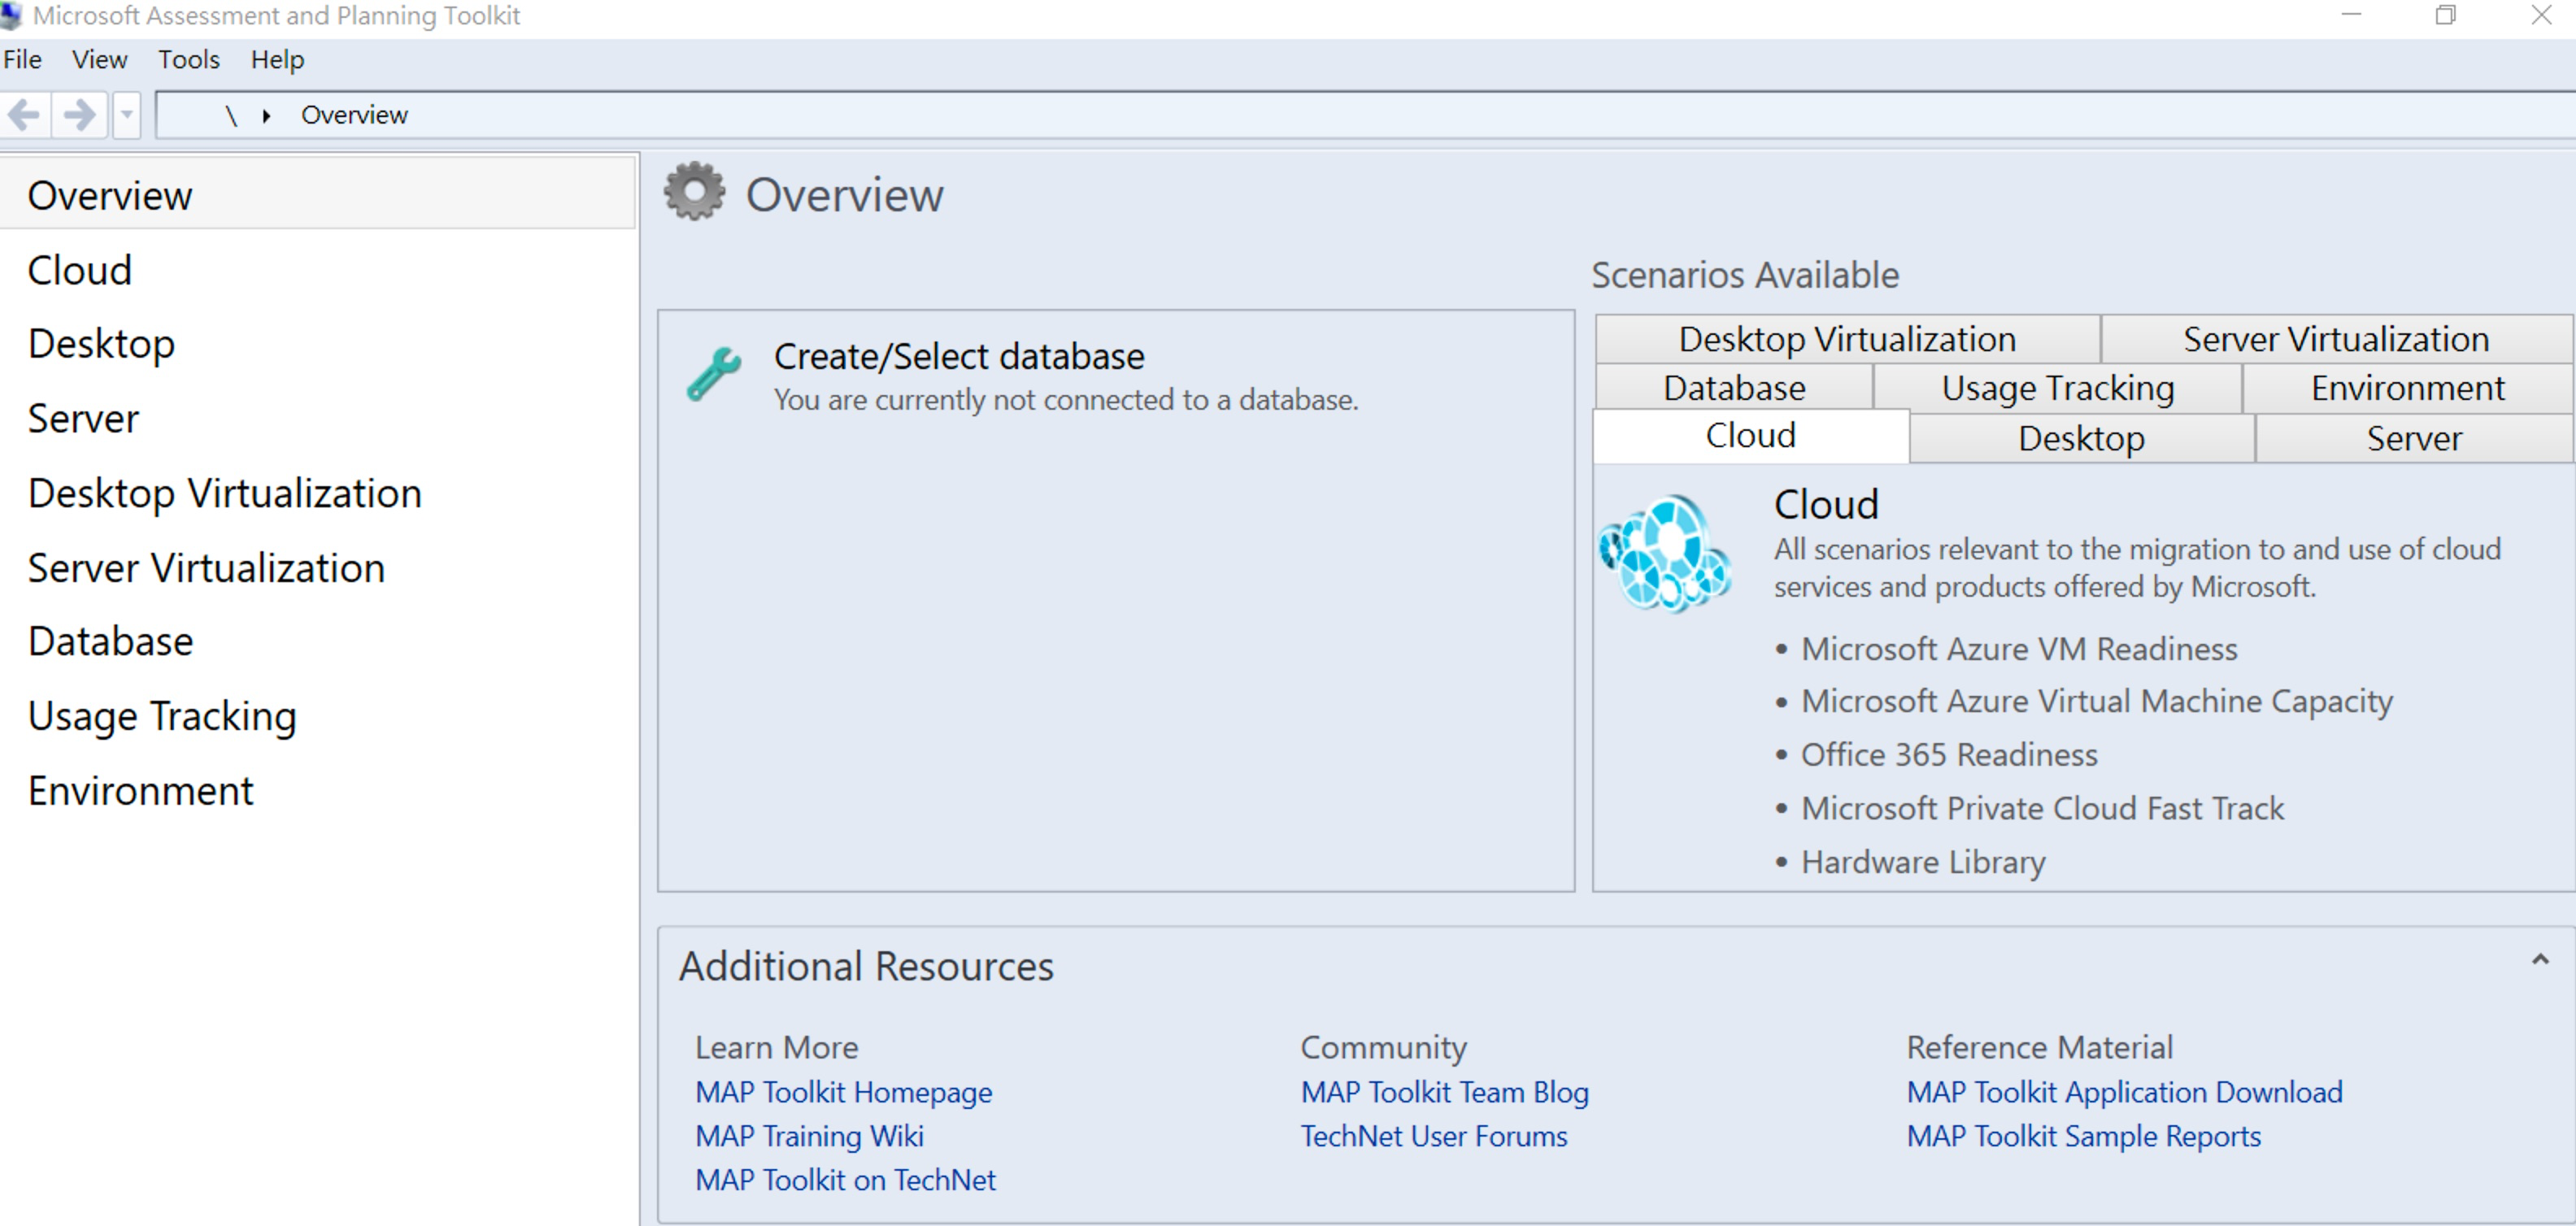 Microsoft Assessment and Planning Toolkit
File View Tools Help
\ Overview
Overview
Cloud
Desktop
Server
Desktop Virtualization
Server Virtualization
Database
Usage Tracking
Environment
Overview
Create/Select database
You are currently not connected to a database.
Scenarios Available
Desktop Virtualization Server Virtualization
Database Usage Tracking Environment
Cloud Desktop Server
Cloud
All scenarios relevant to the migration to and use of cloud
services and products offered by Microsoft.
• Microsoft Azure VM Readiness
• Microsoft Azure Virtual Machine Capacity
• Office 365 Readiness
• Microsoft Private Cloud Fast Track
• Hardware Library
Additional Resources
Learn More
MAP Toolkit Homepage
MAP Training Wiki
MAP Toolkit on TechNet
Community
MAP Toolkit Team Blog
TechNet User Forums
Reference Material
MAP Toolkit Application Download
MAP Toolkit Sample Reports